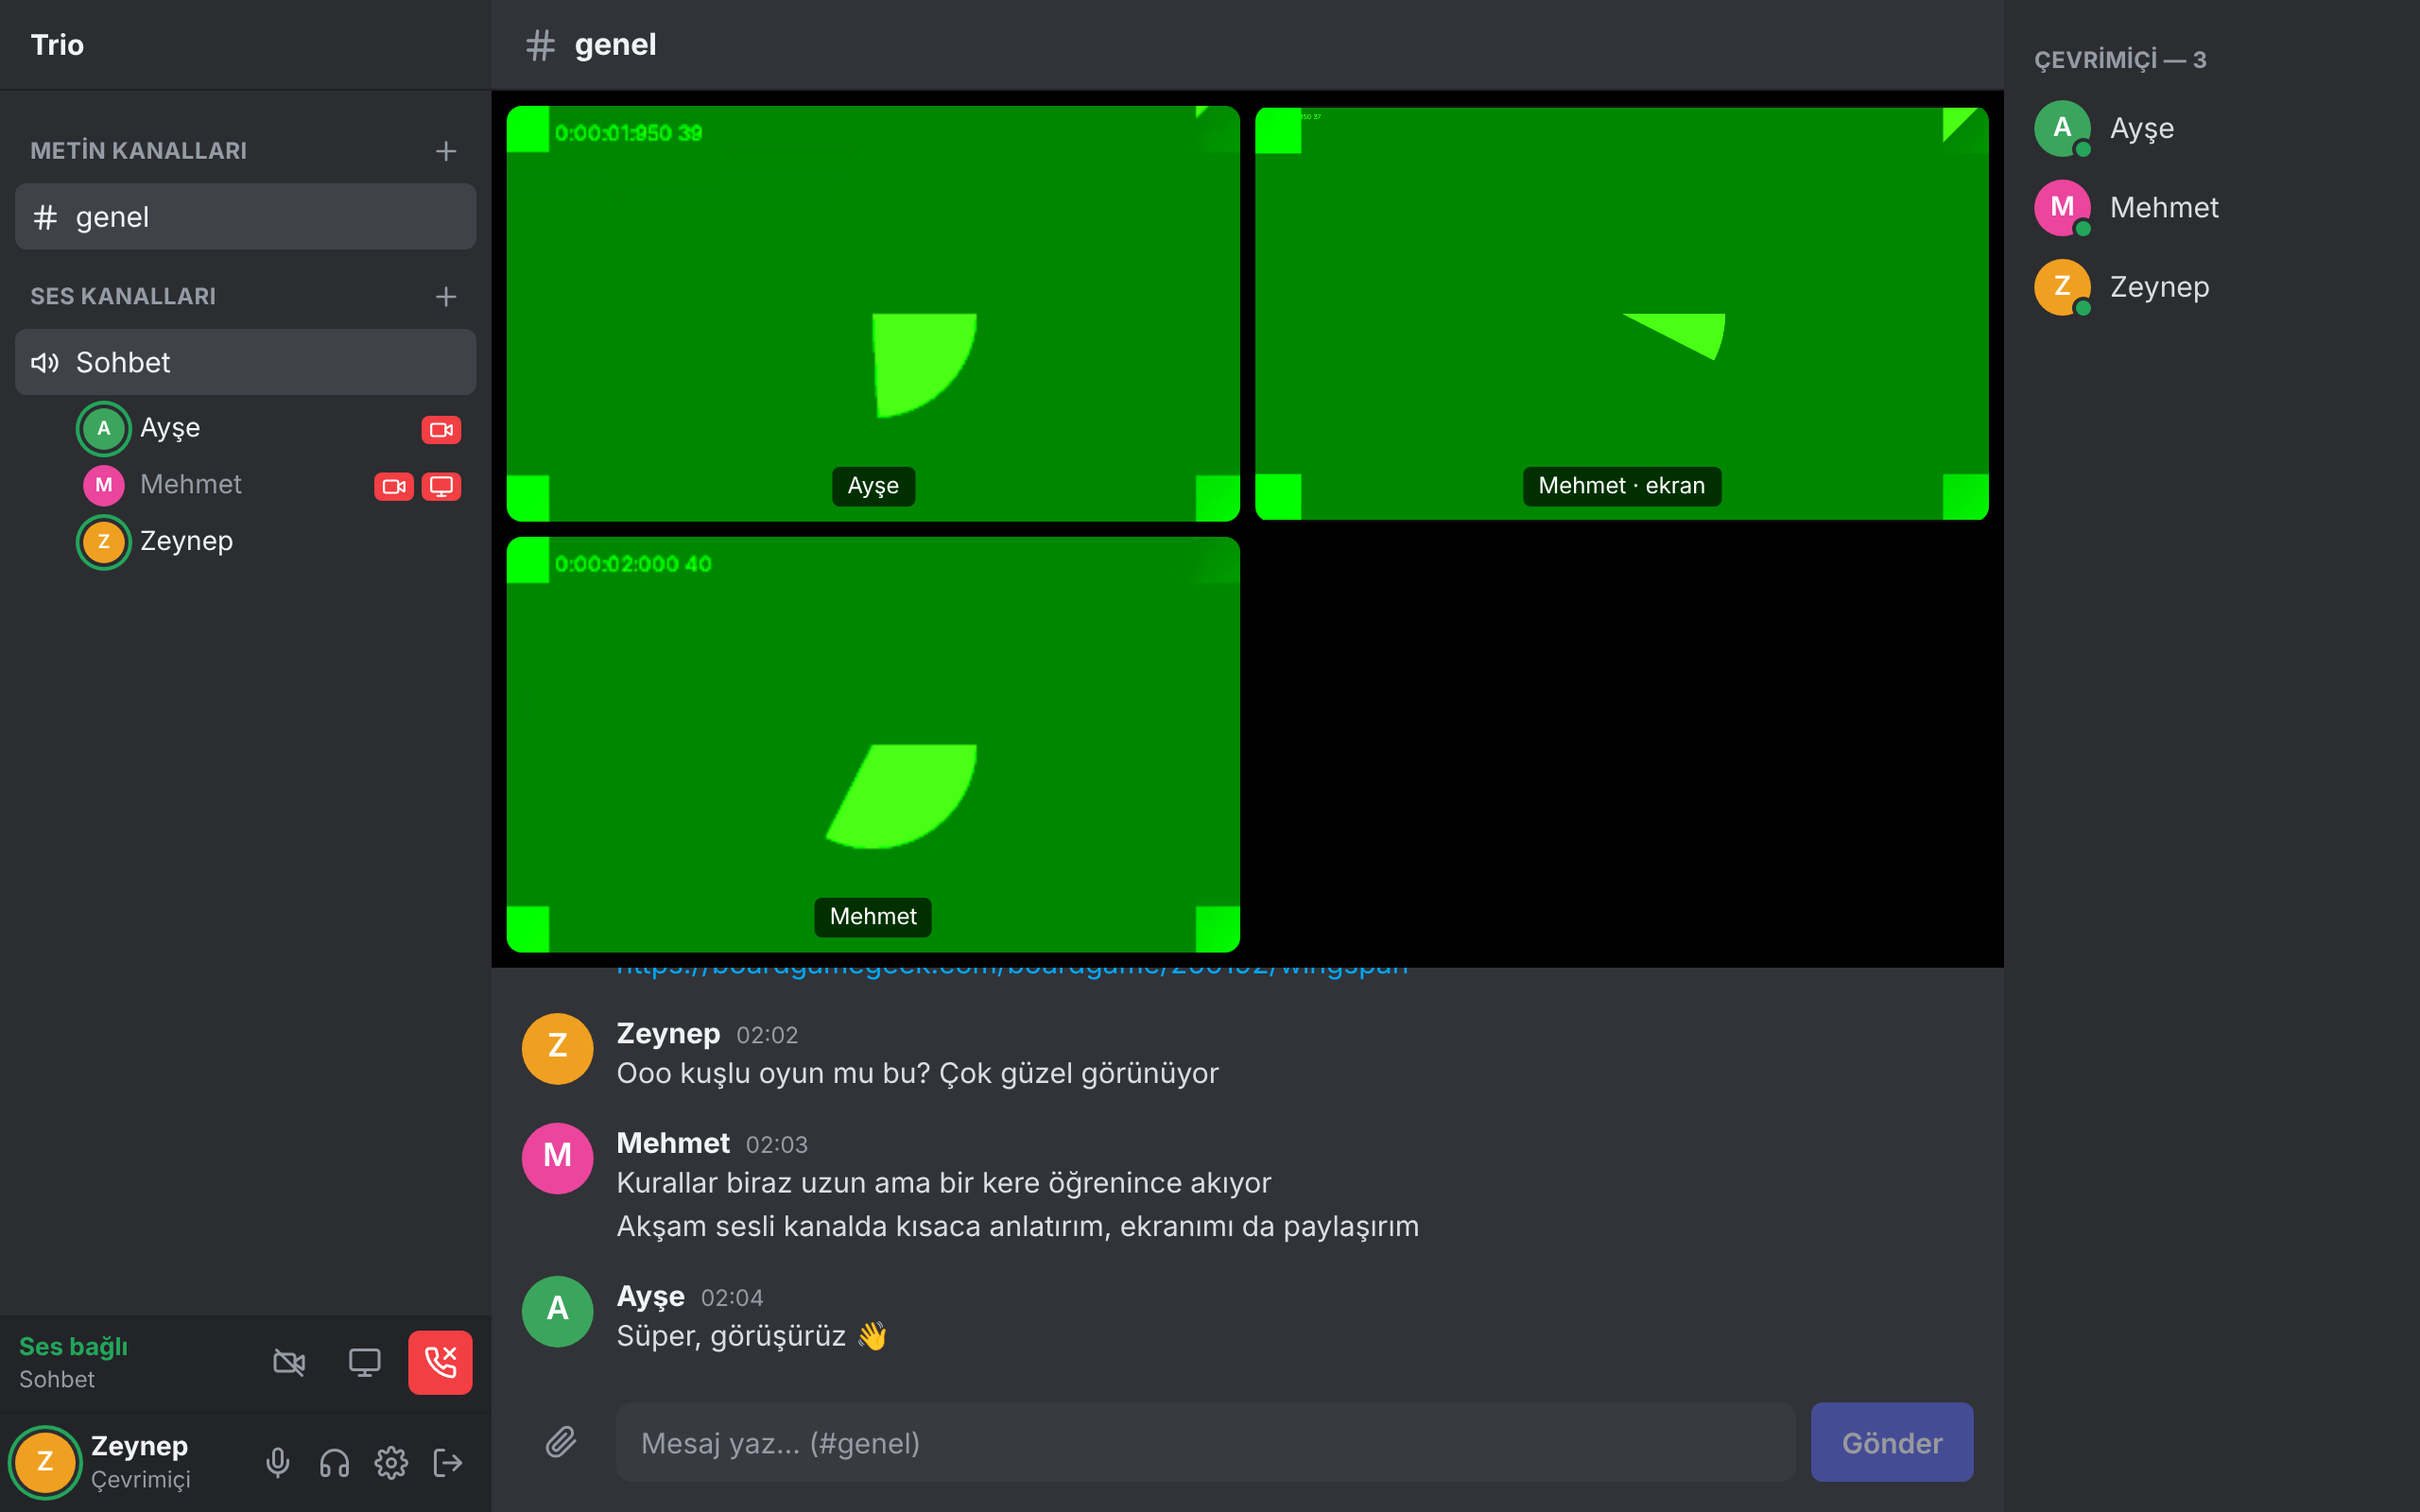 Trio
METİN KANALLARI
genel
SES KANALLARI
Sohbet
A Ayşe
M Mehmet
Z Zeynep
Ses bağlı
Sohbet
Z Zeynep
Çevrimiçi
# genel
0:00:01:950 39
Ayşe
Mehmet · ekran
0:00:02:000 40
Mehmet
Z Zeynep 02:02
Ooo kuşlu oyun mu bu? Çok güzel görünüyor
M Mehmet 02:03
Kurallar biraz uzun ama bir kere öğrenince akıyor
Akşam sesli kanalda kısaca anlatırım, ekranımı da paylaşırım
A Ayşe 02:04
Süper, görüşürüz 👋
Mesaj yaz... (#genel)
Gönder
ÇEVRİMİÇİ — 3
A Ayşe
M Mehmet
Z Zeynep